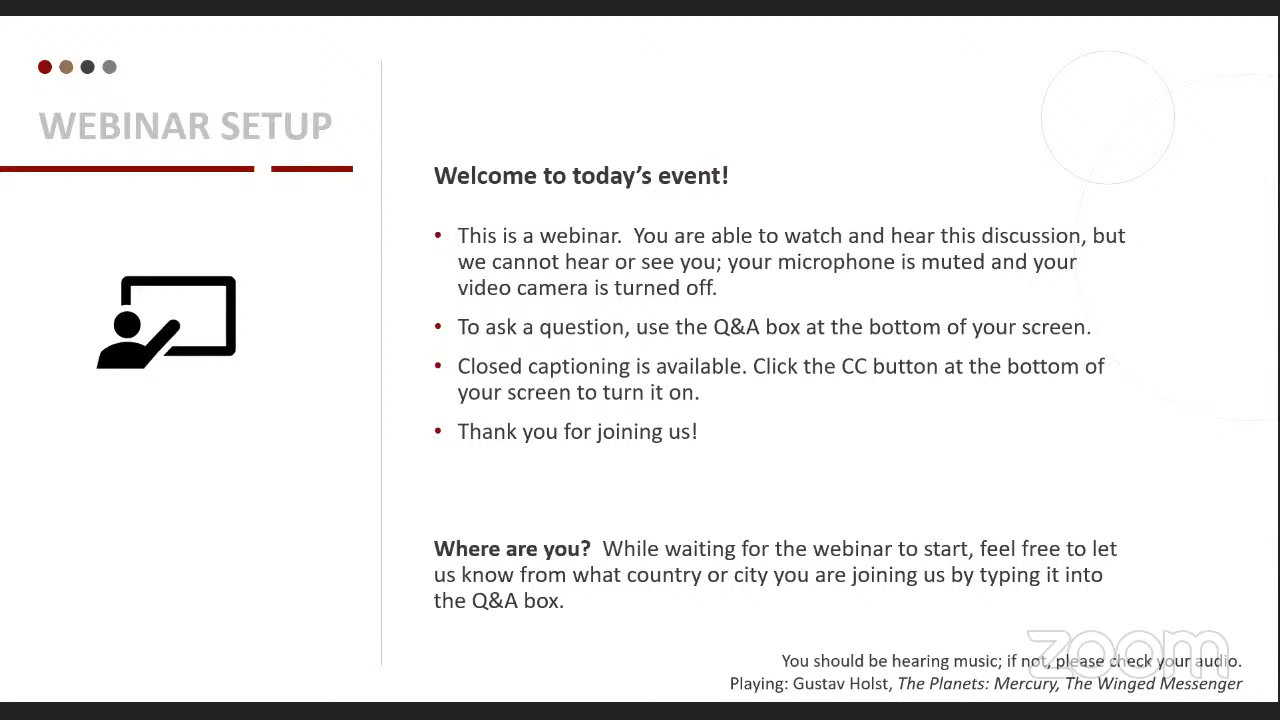 WEBINAR SETUP
Welcome to today’s event!
• This is a webinar.  You are able to watch and hear this discussion, but
we cannot hear or see you; your microphone is muted and your
video camera is turned off.
• To ask a question, use the Q&A box at the bottom of your screen.
• Closed captioning is available. Click the CC button at the bottom of
your screen to turn it on.
• Thank you for joining us!
Where are you?  While waiting for the webinar to start, feel free to let
us know from what country or city you are joining us by typing it into
the Q&A box.
zoom
You should be hearing music; if not, please check your audio.
Playing: Gustav Holst, The Planets: Mercury, The Winged Messenger